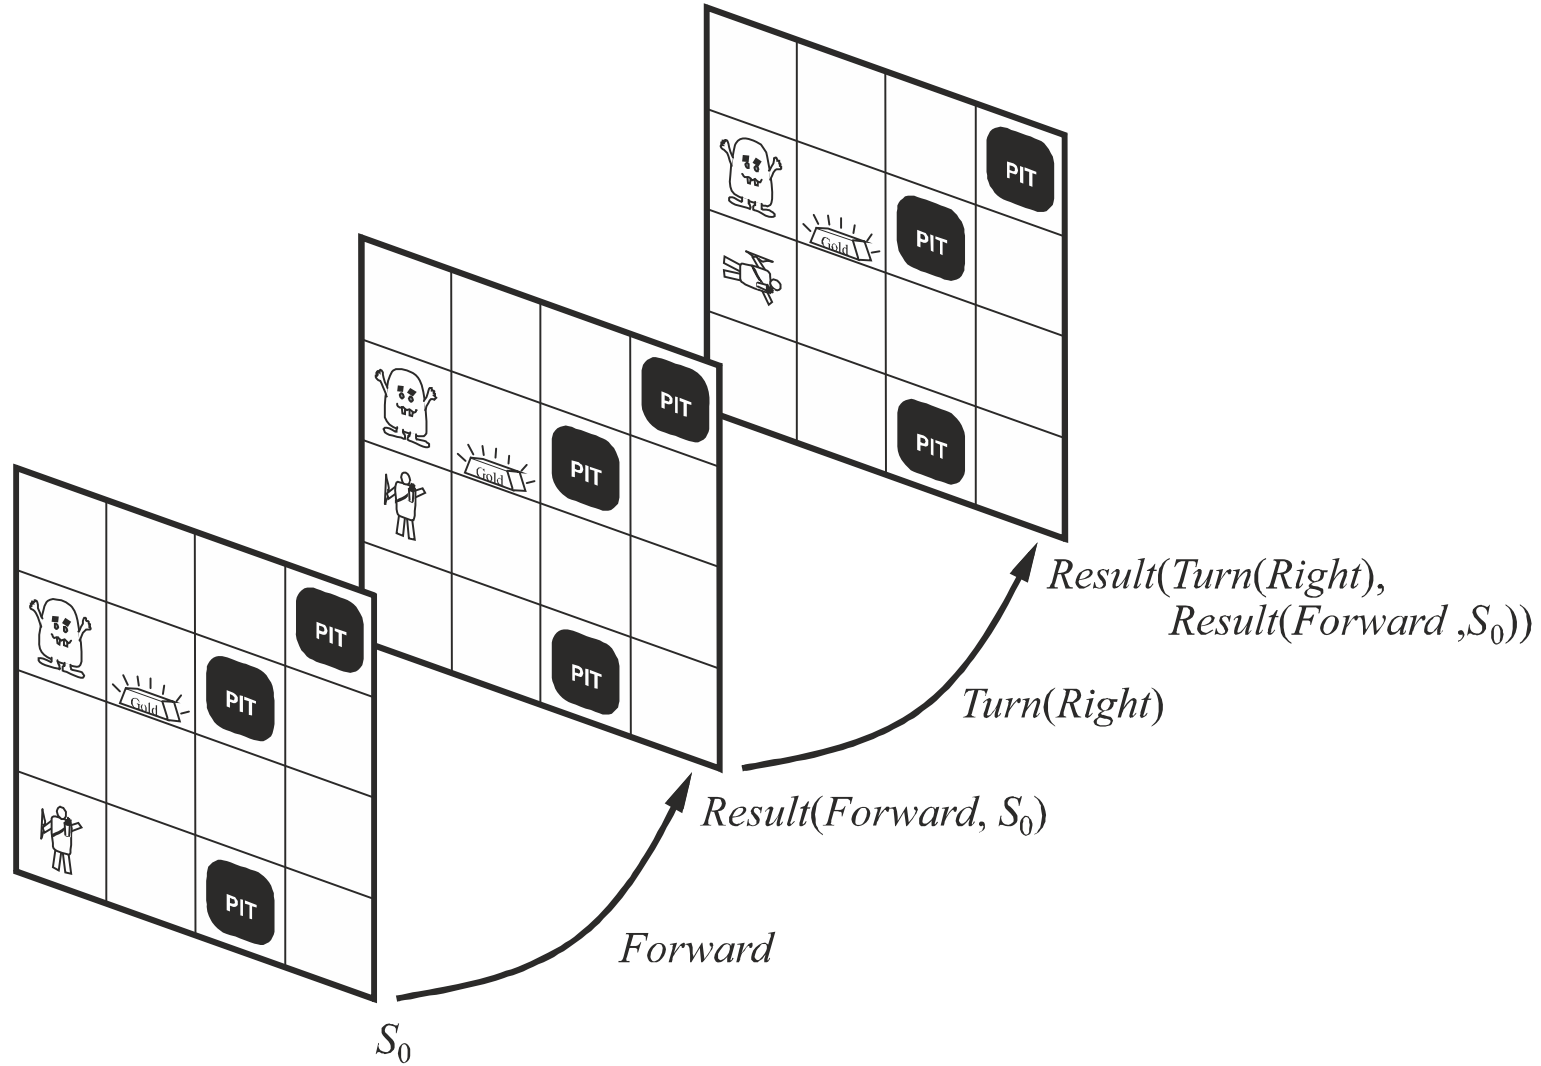 PIT
PIT
Gold
PIT
PIT
PIT
Gold
PIT
PIT
PIT
Gold
PIT
Result(Turn(Right),
Result(Forward ,S0))
Turn(Right)
Result(Forward, S0)
Forward
S0